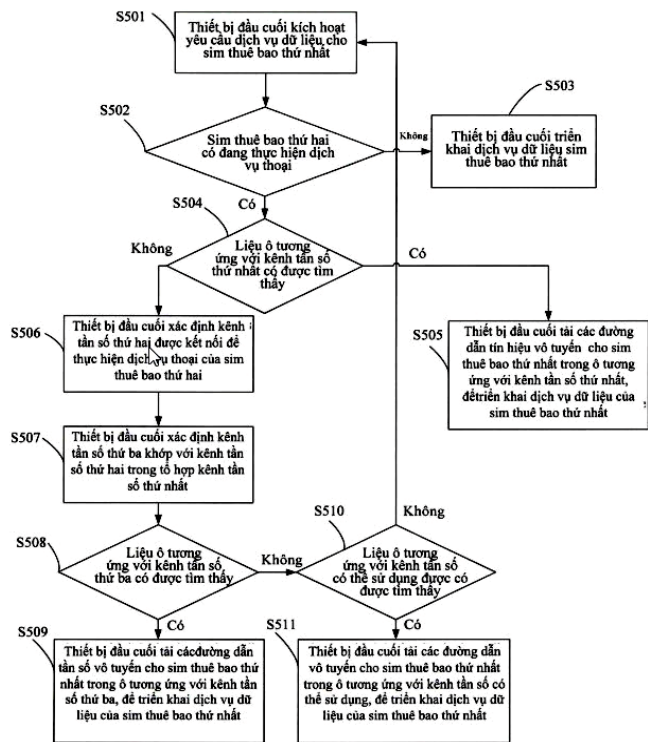 S501
Thiết bị đầu cuối kích hoạt
yêu cầu dịch vụ dữ liệu cho
sim thuê bao thứ nhất
S502
Sim thuê bao thứ hai
có đang thực hiện dịch
vụ thoại
Không
S503
Thiết bị đầu cuối triển
khai dịch vụ dữ liệu sim
thuê bao thứ nhất
Có
S504
Liệu ô tương
ứng với kênh tần số
thứ nhất có được tìm
thấy
Không
Có
S506
Thiết bị đầu cuối xác định kênh
tần số thứ hai được kết nối để
thực hiện dịch vụ thoại của sim
thuê bao thứ hai
S505
Thiết bị đầu cuối tải các đường
dẫn tín hiệu vô tuyến cho sim
thuê bao thứ nhất trong ô tương
ứng với kênh tần số thứ nhất,
đểtriển khai dịch vụ dữ liệu của
sim thuê bao thứ nhất
S507
Thiết bị đầu cuối xác định kênh
tần số thứ ba khớp với kênh
tần số thứ hai trong tổ hợp kênh tần
số thứ nhất
S508
Liệu ô tương
ứng với kênh tần số
thứ ba có được tìm thấy
Không
S510
Không
Liệu ô tương
ứng với kênh tần số
có thể sử dụng được có
được tìm thấy
Có
Có
S509
Thiết bị đầu cuối tải cácđường dẫn
tần số vô tuyến cho sim thuê bao thứ
nhất trong ô tương ứng với kênh tần
số thứ ba, để triển khai dịch vụ dữ
liệu của sim thuê bao thứ nhất
S511
Thiết bị đầu cuối tải các đường dẫn
vô tuyến cho sim thuê bao thứ nhất
trong ô tương ứng với kênh tần số có
thể sử dụng, để triển khai dịch vụ dữ
liệu của sim thuê bao thứ nhất